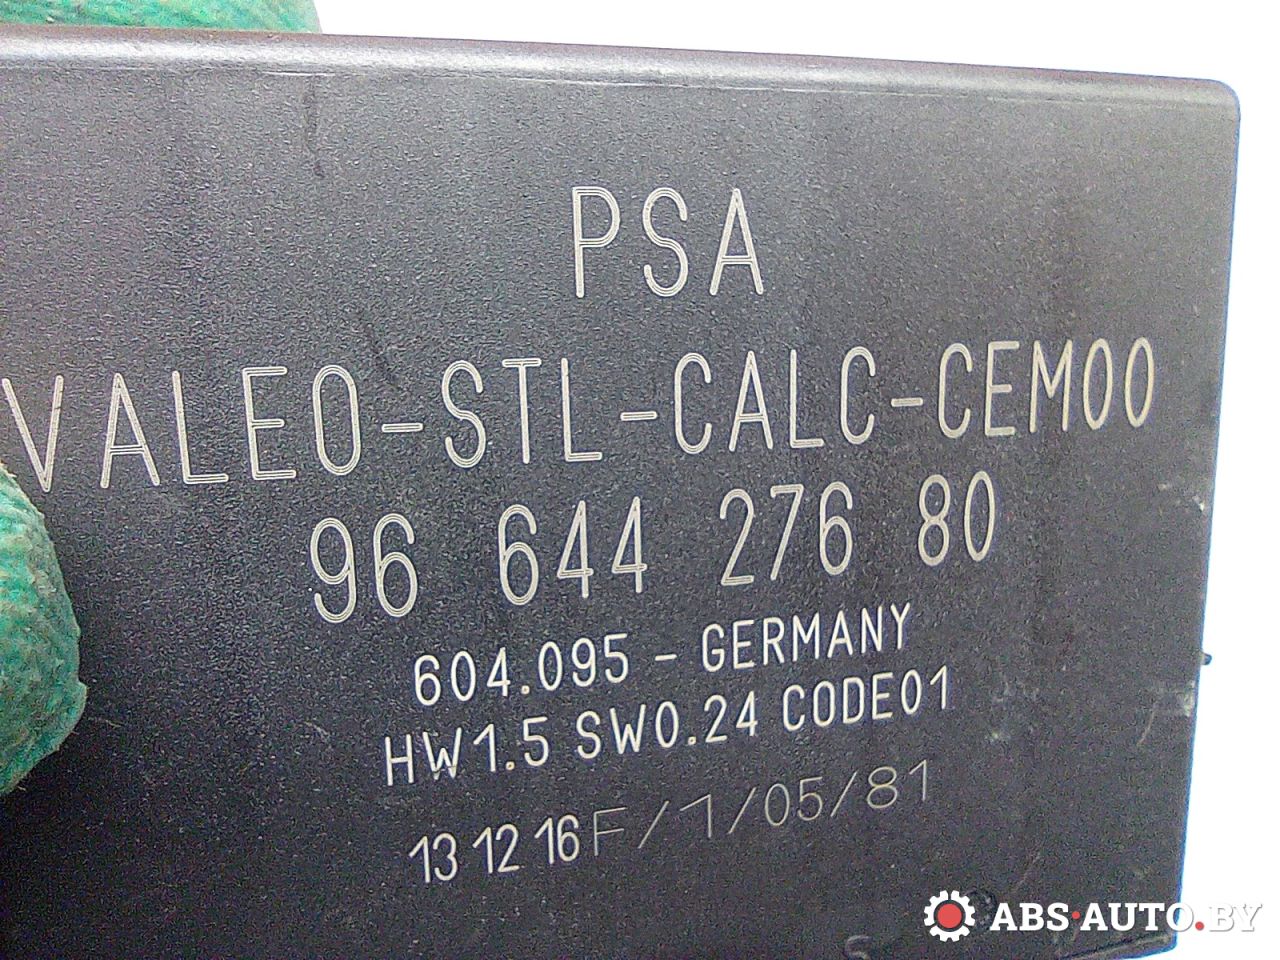 PSA
VALEO-STL-CALC-CEM00
96 644 276 80
604.095 - GERMANY
HW1.5 SW0.24 CODE01
13 12 16 F/1/05/81
ABS·AUTO.BY